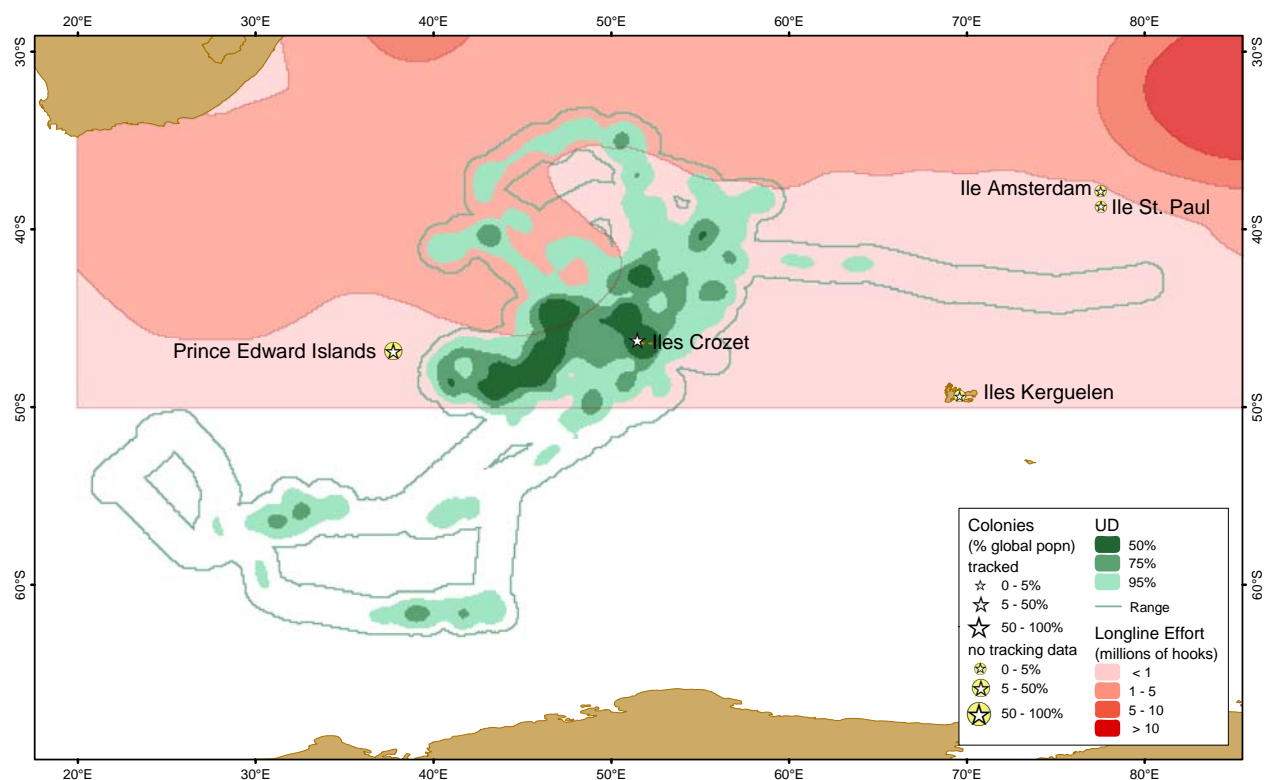 20°E 30°E 40°E 50°E 60°E 70°E 80°E
30°S 30°S
Ile Amsterdam
Ile St. Paul
40°S 40°S
Prince Edward Islands
Iles Crozet
Iles Kerguelen
50°S 50°S
60°S 60°S
Colonies
(% global popn)
tracked
0 - 5%
5 - 50%
50 - 100%
no tracking data
0 - 5%
5 - 50%
50 - 100%
UD
50%
75%
95%
Range
Longline Effort
(millions of hooks)
< 1
1 - 5
5 - 10
> 10
20°E 30°E 40°E 50°E 60°E 70°E 80°E